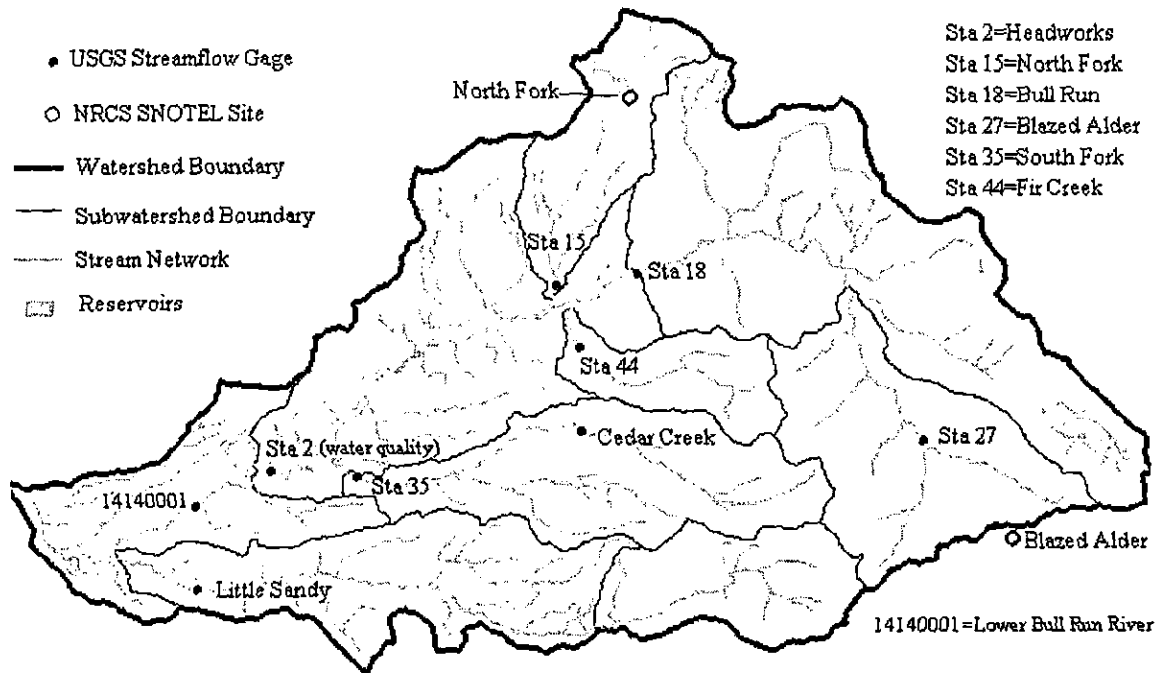 USGS Streamflow Gage
NRCS SNOTEL Site
Watershed Boundary
Subwatershed Boundary
Stream Network
Reservoirs
Sta 2=Headworks
Sta 15=North Fork
Sta 18=Bull Run
Sta 27=Blazed Alder
Sta 35=South Fork
Sta 44=Fir Creek
North Fork
Sta 15
Sta 18
Sta 44
Cedar Creek
Sta 27
Sta 2 (water quality)
Sta 35
14140001
Blazed Alder
Little Sandy
14140001=Lower Bull Run River